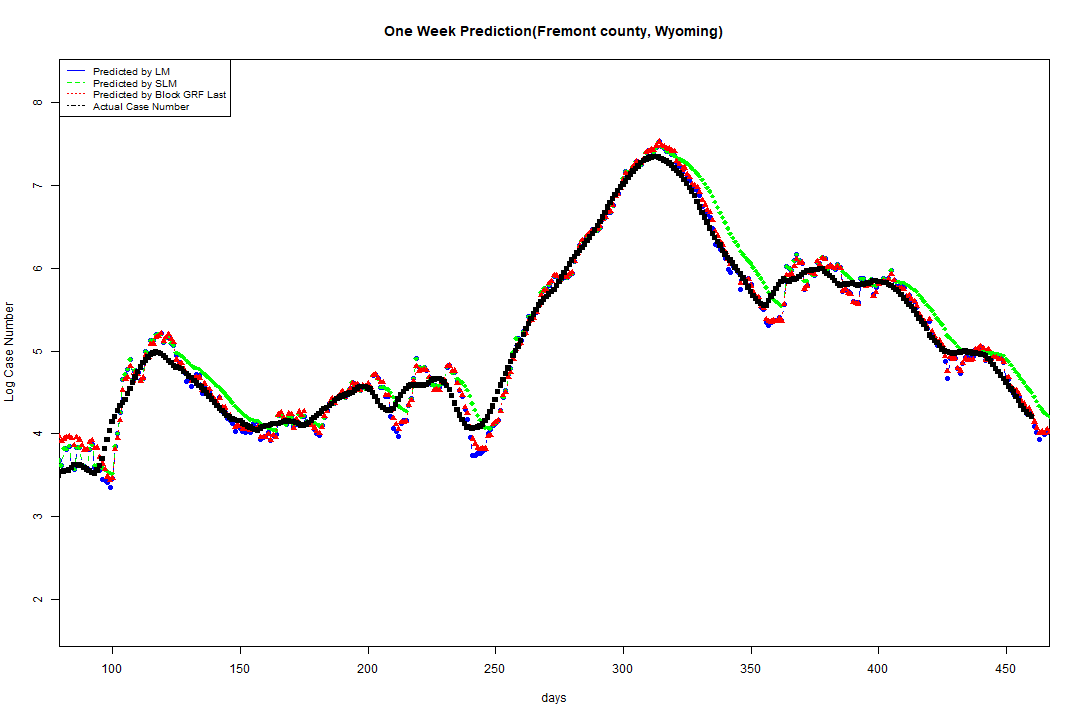 One Week Prediction(Fremont county, Wyoming)
Predicted by LM
Predicted by SLM
Predicted by Block GRF Last
Actual Case Number
8
7
6
5
4
3
2
Log Case Number
100 150 200 250 300 350 400 450
days